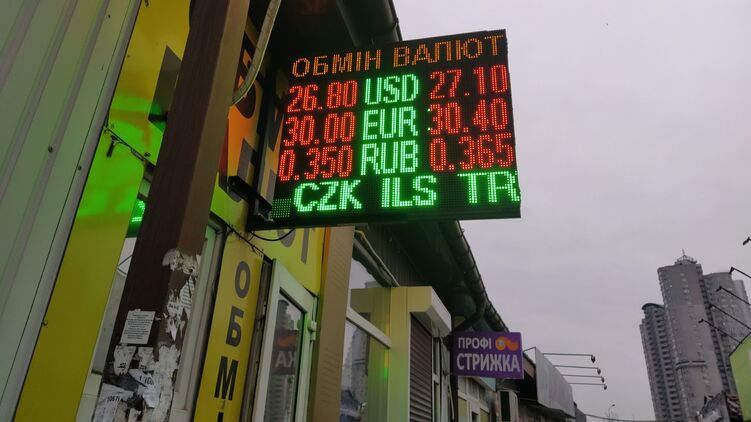 ОБМІН ВАЛЮТ
26.80 USD 27.10
30.00 EUR 30.40
0.350 RUB 0.365
CZK ILS TR
ОБМІ
ПРОФІ
СТРИЖКА